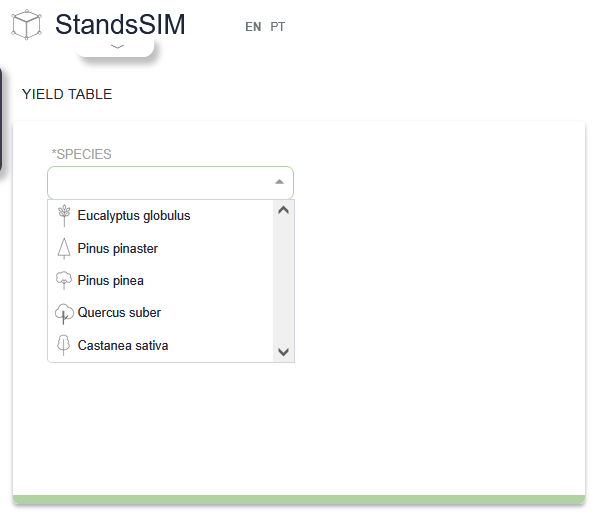 StandsSIM
EN PT
YIELD TABLE
*SPECIES
Eucalyptus globulus
Pinus pinaster
Pinus pinea
Quercus suber
Castanea sativa